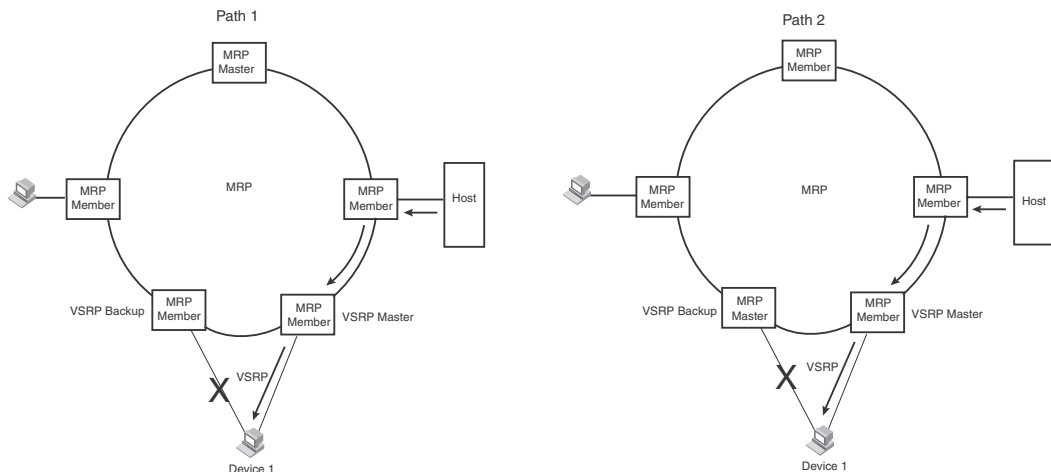 Path 1
MRP
Master
MRP
Member
MRP
MRP
Member
Host
VSRP Backup
MRP
Member
MRP
Member
VSRP Master
X
VSRP
Device 1
Path 2
MRP
Member
MRP
Member
MRP
MRP
Member
Host
VSRP Backup
MRP
Master
MRP
Member
VSRP Master
X
VSRP
Device 1